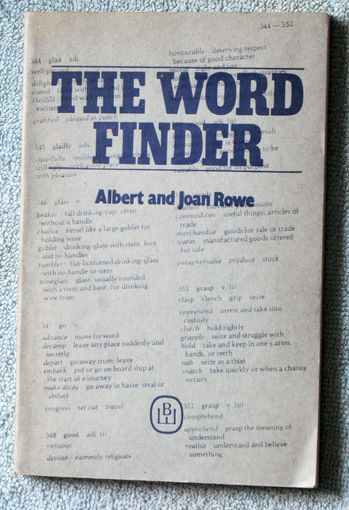 344 — 352
344 glad adj.
honourable deserving respect
because of good character
THE WORD
FINDER
Albert and Joan Rowe
gratified pleased as punch
345 gladly adv.
with pleasure
346 glass n.
beaker tall drinking-cup often
without a handle
chalice vessel like a large goblet for
holding wine
goblet drinking-glass with stem, foot
and no handles
tumbler flat-bottomed drinking-glass
with no handle or stem
wineglass glass, usually rounded,
with a stem and base, for drinking
wine from
347 go v.
advance move forward
decamp leave any place suddenly and
secretly
depart go away from; leave
embark put or go on board ship at
the start of a journey
make away go away in haste; steal or
abduct
progress set out travel
348 good adj. (i)
virtuous
devout earnestly religious
commodities useful things; articles of
trade
merchandise goods for sale or trade
wares manufactured goods offered
for sale
paraphernalia produce stock
351 grasp v. (i)
clasp clench grip seize
apprehend arrest and take into
custody
clutch hold tightly
grapple seize and struggle with
hold take and keep in one's arms,
hands, or teeth
nab seize as a thief
snatch take quickly or when a chance
occurs
352 grasp v. (ii)
comprehend
apprehend grasp the meaning of;
understand
realize understand and believe
something